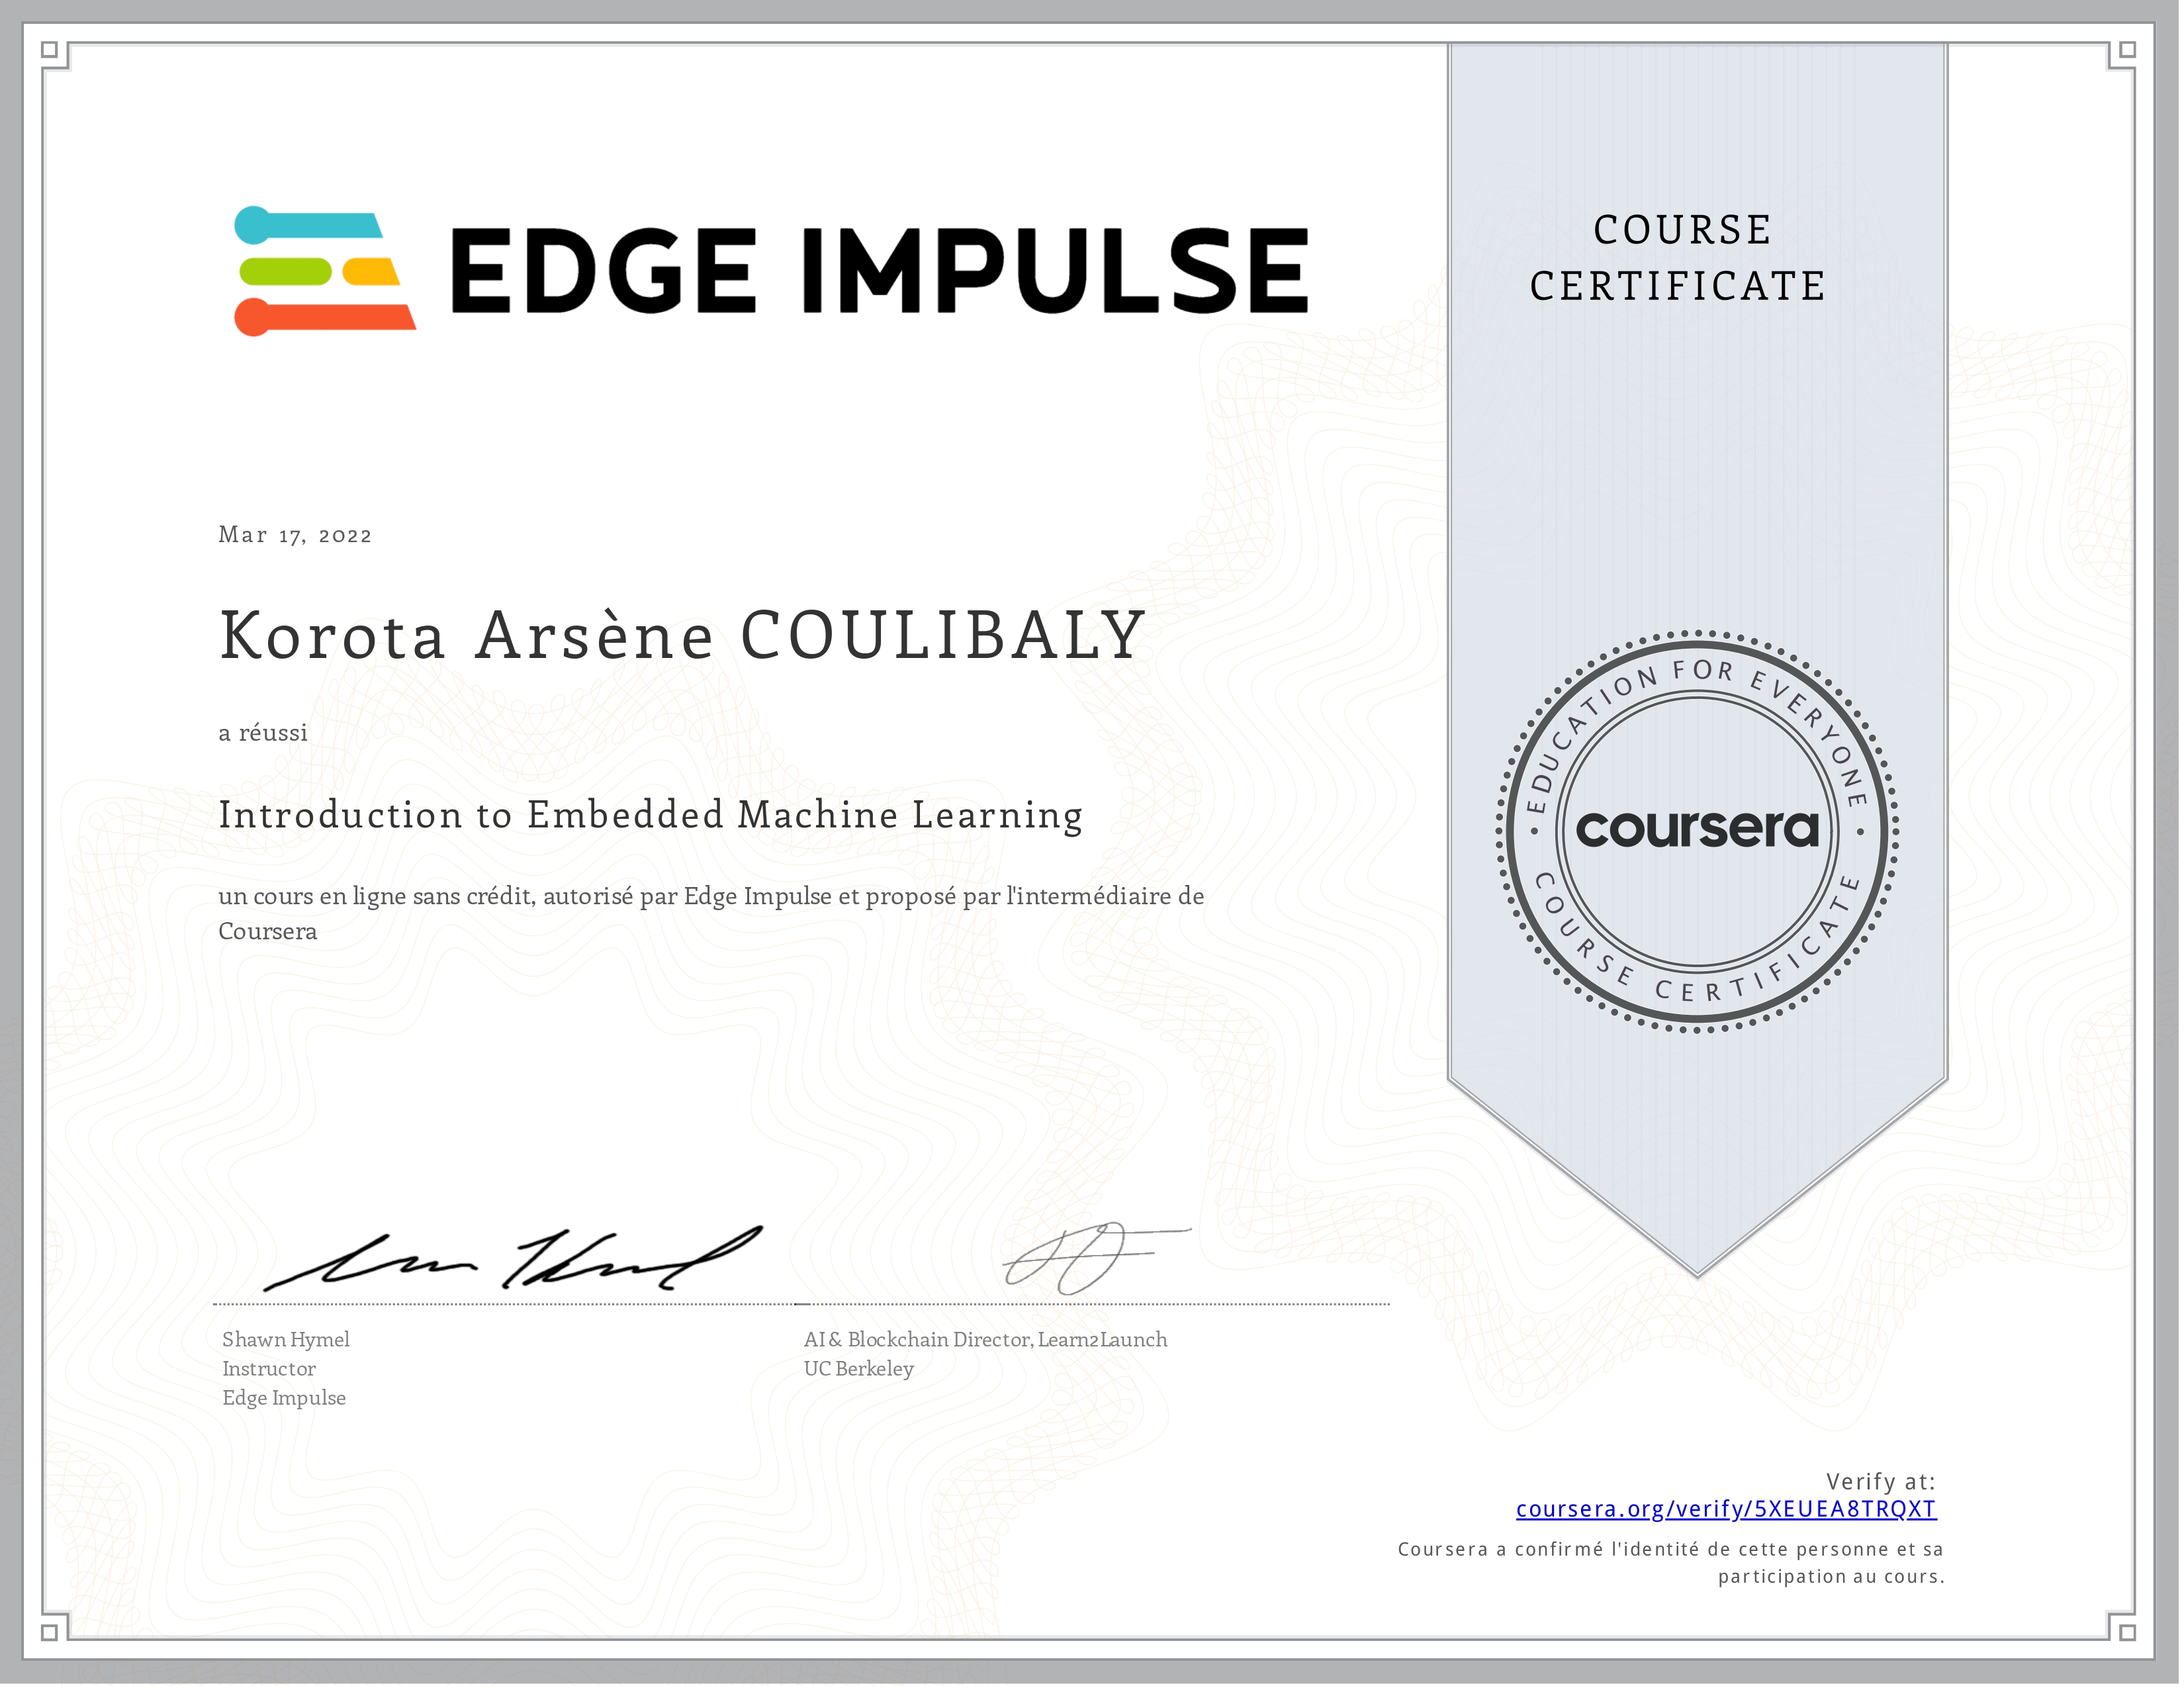 EDGE IMPULSE
COURSE
CERTIFICATE
Mar 17, 2022
Korota Arsène COULIBALY
a réussi
Introduction to Embedded Machine Learning
un cours en ligne sans crédit, autorisé par Edge Impulse et proposé par l'intermédiaire de
Coursera
EDUCATION FOR EVERYONE
coursera
COURSE CERTIFICATE
Shawn Hymel
Instructor
Edge Impulse
AI & Blockchain Director, Learn2Launch
UC Berkeley
Verify at:
coursera.org/verify/5XEUEA8TRQXT
Coursera a confirmé l'identité de cette personne et sa
participation au cours.